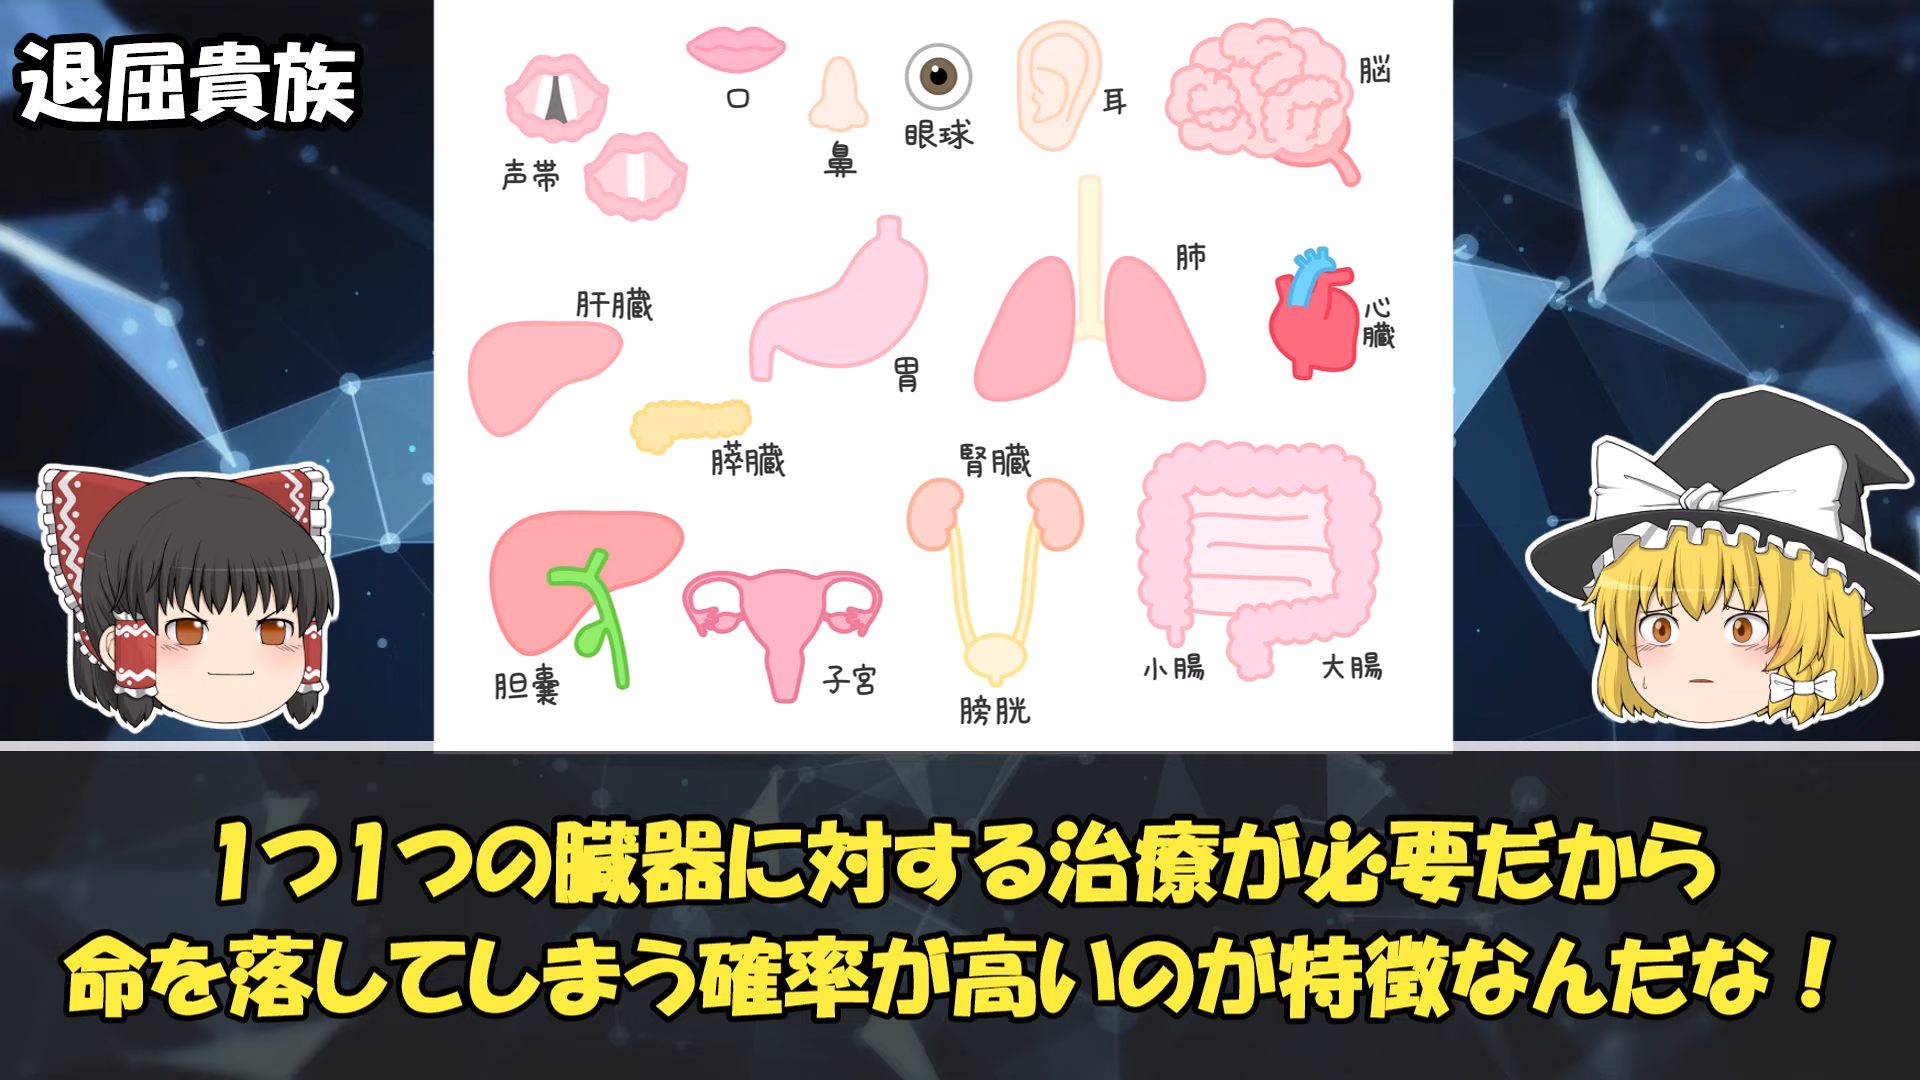 退屈貴族
声帯
口
鼻
眼球
耳
脳
肝臓
胃
肺
心臓
膵臓
腎臓
胆嚢
子宮
膀胱
小腸
大腸
1つ1つの臓器に対する治療が必要だから
命を落してしまう確率が高いのが特徴なんだな！